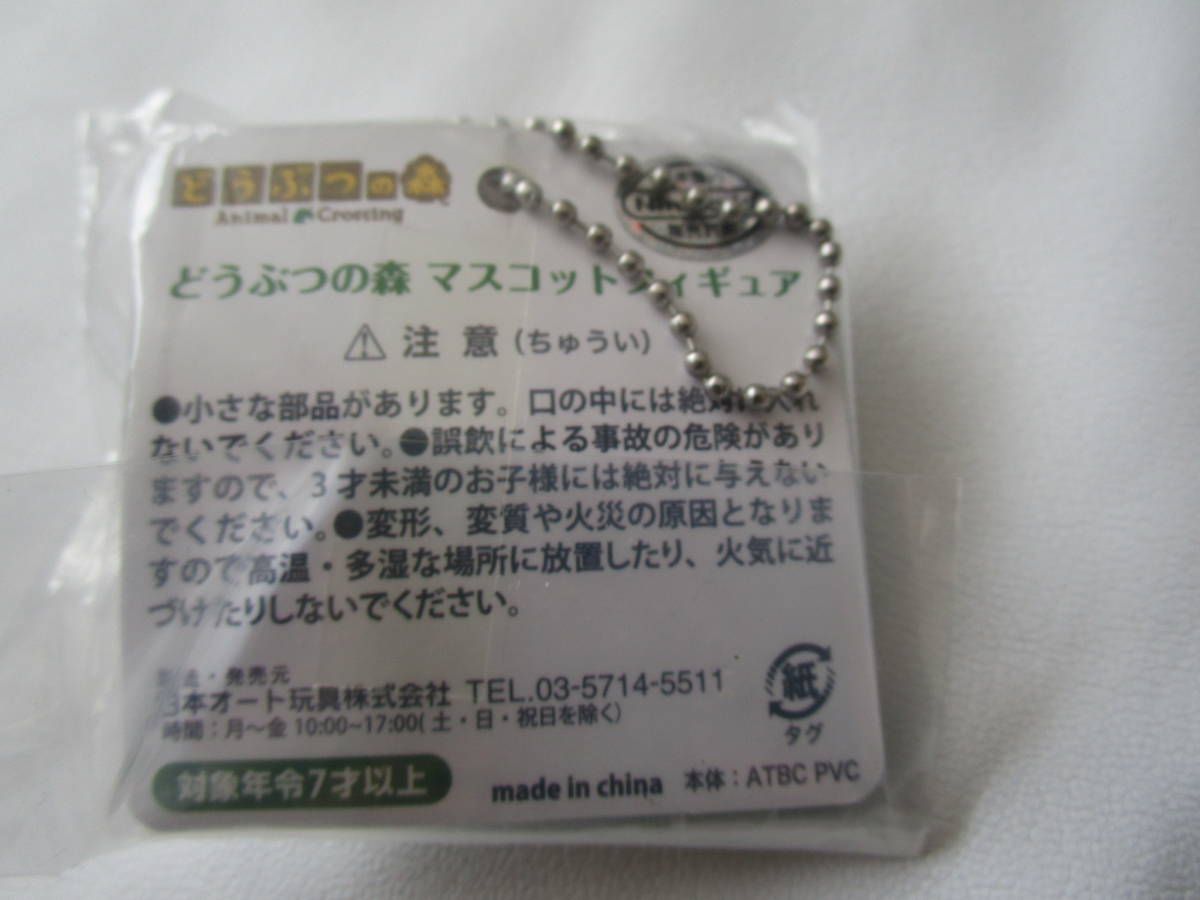 どうぶつの森
Animal Crossing
どうぶつの森 マスコットフィギュア
注 意 (ちゅうい)
●小さな部品があります。口の中には絶対に入れ
ないでください。●誤飲による事故の危険があり
ますので、3才未満のお子様には絶対に与えない
でください。●変形、変質や火災の原因となりま
すので高温・多湿な場所に放置したり、火気に近
づけたりしないでください。
・発売元
日本オート玩具株式会社 TEL.03-5714-5511
時間:月～金 10:00~17:00(土・日・祝日を除く)
紙
タグ
対象年令7才以上
made in china 本体:ATBC PVC